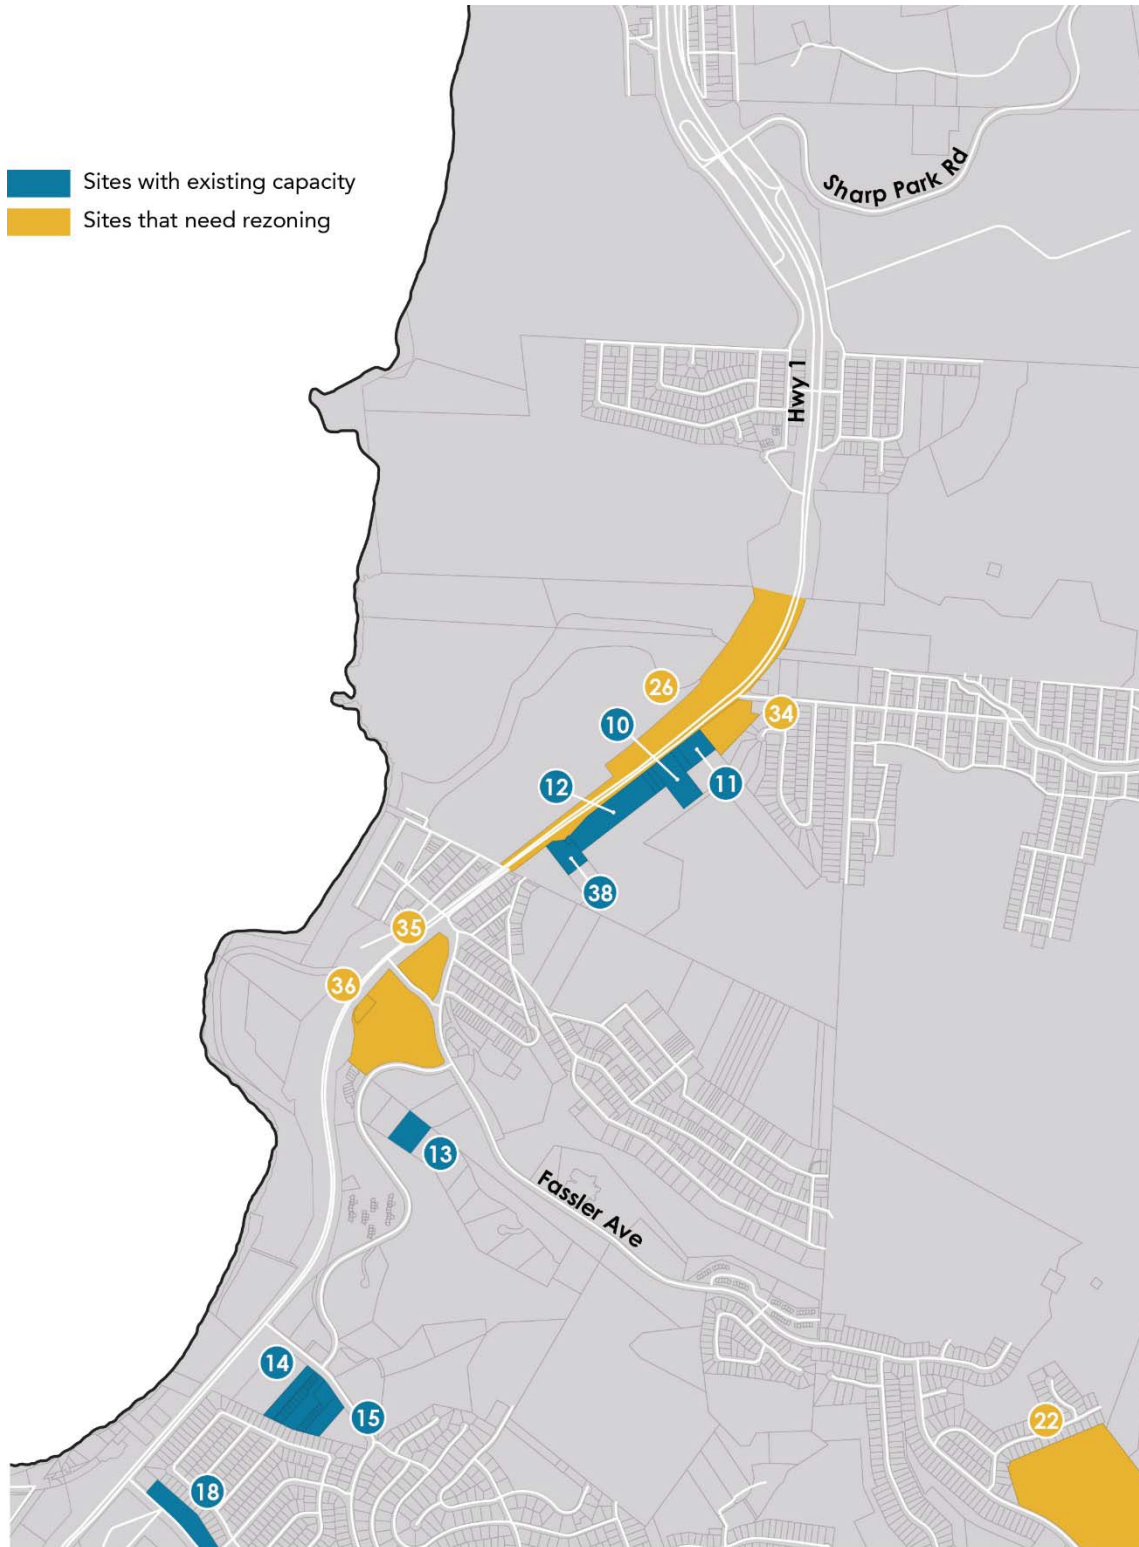 Sharp Park Rd
Sites with existing capacity
Sites that need rezoning
Hwy 1
26
34
10
11
12
38
35
36
13
Fassler Ave
14
15
22
18